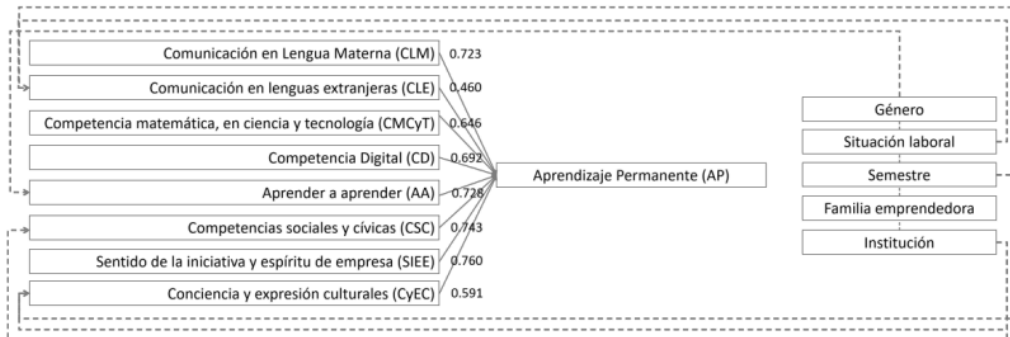 Comunicación en Lengua Materna (CLM)
0.723
Comunicación en lenguas extranjeras (CLE)
0.460
Competencia matemática, en ciencia y tecnología (CMCyT)
0.646
Competencia Digital (CD)
0.692
Aprender a aprender (AA)
0.728
Competencias sociales y cívicas (CSC)
0.743
Sentido de la iniciativa y espíritu de empresa (SIEE)
0.760
Conciencia y expresión culturales (CyEC)
0.591
Aprendizaje Permanente (AP)
Género
Situación laboral
Semestre
Familia emprendedora
Institución